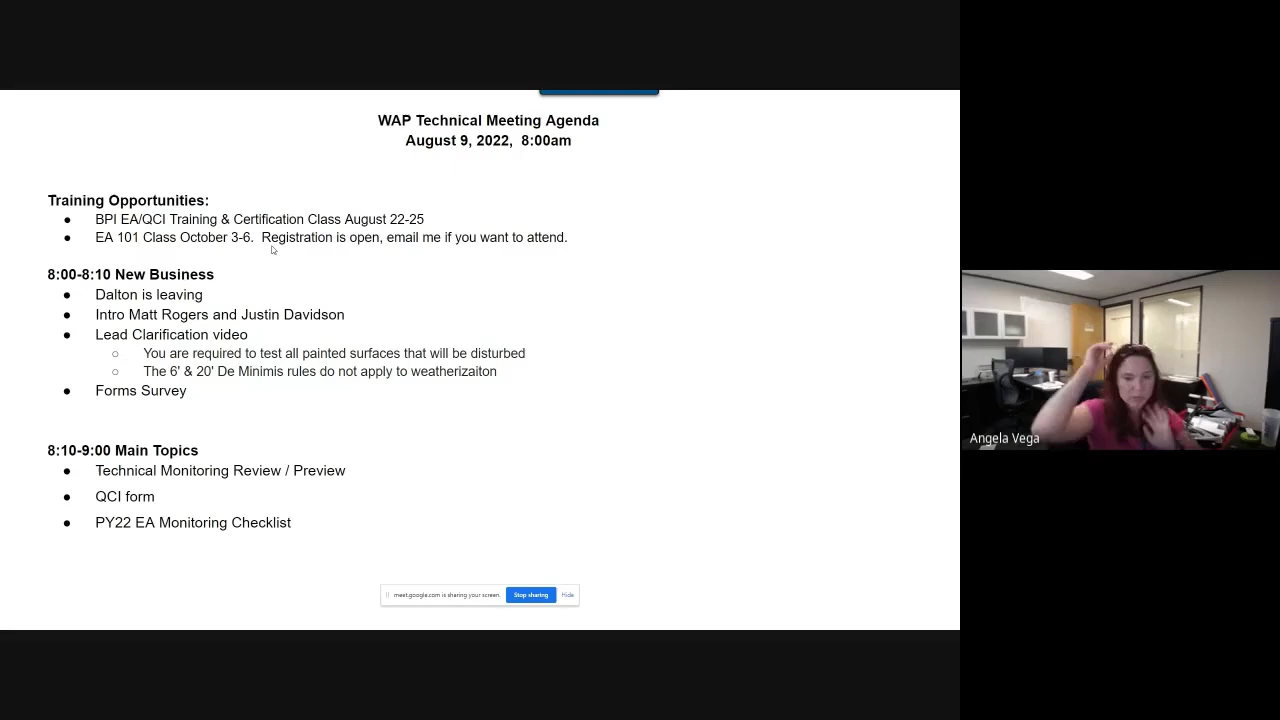 WAP Technical Meeting Agenda
August 9, 2022, 8:00am
Training Opportunities:
● BPI EA/QCI Training & Certification Class August 22-25
● EA 101 Class October 3-6. Registration is open, email me if you want to attend.
8:00-8:10 New Business
● Dalton is leaving
● Intro Matt Rogers and Justin Davidson
● Lead Clarification video
○ You are required to test all painted surfaces that will be disturbed
○ The 6' & 20' De Minimis rules do not apply to weatherizaiton
● Forms Survey
8:10-9:00 Main Topics
● Technical Monitoring Review / Preview
● QCI form
● PY22 EA Monitoring Checklist
meet.google.com is sharing your screen. Stop sharing Hide
Angela Vega